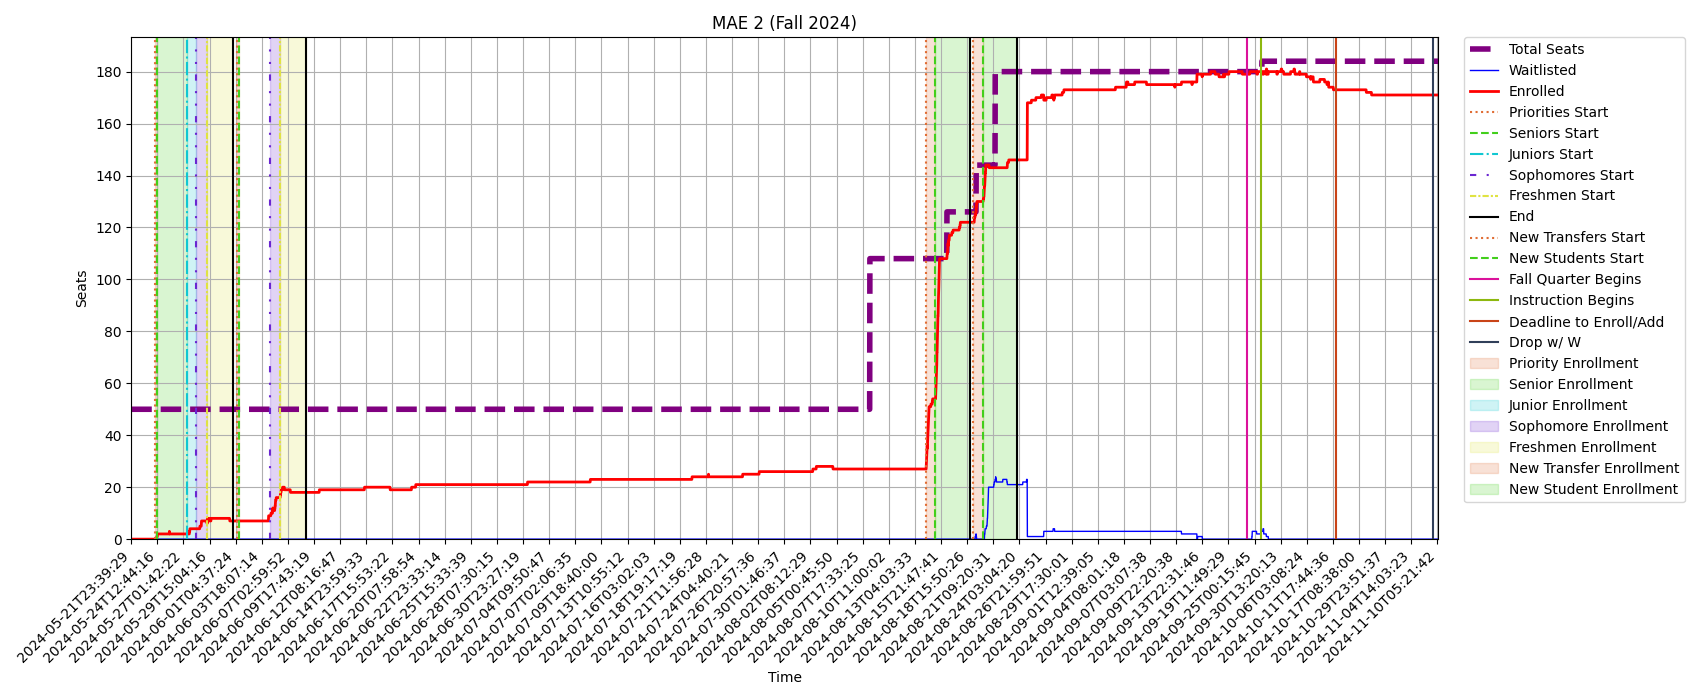 MAE 2 (Fall 2024)
Seats
180
160
140
120
100
80
60
40
20
0
2024-05-21T23:39:29
2024-05-24T12:44:16
2024-05-27T01:42:22
2024-05-29T15:04:16
2024-06-01T04:37:24
2024-06-03T18:07:14
2024-06-07T02:59:52
2024-06-09T17:43:19
2024-06-12T08:16:47
2024-06-14T22:59:33
2024-06-17T15:53:22
2024-06-20T07:58:54
2024-06-22T23:33:14
2024-06-25T15:33:39
2024-06-28T07:30:15
2024-06-30T23:27:19
2024-07-04T09:50:47
2024-07-07T02:06:35
2024-07-09T18:40:00
2024-07-13T10:55:12
2024-07-16T03:02:03
2024-07-18T19:17:19
2024-07-21T11:56:28
2024-07-24T04:40:21
2024-07-26T20:57:36
2024-07-30T01:46:37
2024-08-02T08:12:29
2024-08-05T00:45:50
2024-08-07T17:33:25
2024-08-10T11:00:02
2024-08-13T04:03:33
2024-08-15T21:47:41
2024-08-18T15:50:26
2024-08-21T09:20:31
2024-08-24T03:04:20
2024-08-26T21:59:51
2024-08-29T17:30:01
2024-09-01T12:39:05
2024-09-04T08:01:18
2024-09-07T03:07:38
2024-09-09T22:20:38
2024-09-13T22:31:46
2024-09-19T11:49:29
2024-09-25T00:15:45
2024-09-30T13:20:13
2024-10-06T03:08:24
2024-10-11T17:44:36
2024-10-17T08:38:00
2024-10-29T23:51:37
2024-11-04T14:03:23
2024-11-10T05:21:42
Time
Total Seats
Waitlisted
Enrolled
Priorities Start
Seniors Start
Juniors Start
Sophomores Start
Freshmen Start
End
New Transfers Start
New Students Start
Fall Quarter Begins
Instruction Begins
Deadline to Enroll/Add
Drop w/ W
Priority Enrollment
Senior Enrollment
Junior Enrollment
Sophomore Enrollment
Freshmen Enrollment
New Transfer Enrollment
New Student Enrollment